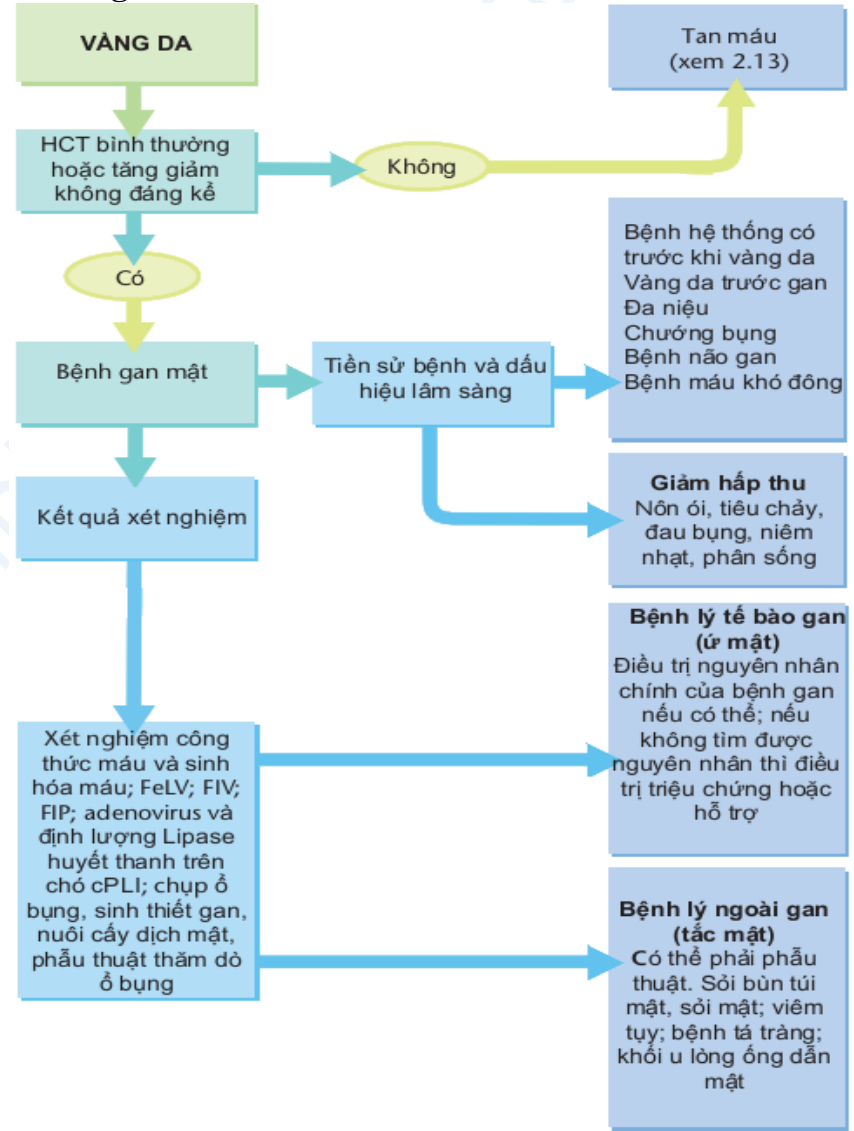 VÀNG DA
Tan máu
(xem 2.13)
HCT bình thường
hoặc tăng giảm
không đáng kể
Không
Có
Bệnh gan mật
Tiền sử bệnh và dấu
hiệu lâm sàng
Bệnh hệ thống có
trước khi vàng da
Vàng da trước gan
Đa niệu
Chướng bụng
Bệnh não gan
Bệnh máu khó đông
Kết quả xét nghiệm
Giảm hấp thu
Nôn ói, tiêu chảy,
đau bụng, niêm
nhạt, phân sống
Bệnh lý tế bào gan
(ứ mật)
Điều trị nguyên nhân
chính của bệnh gan
nếu có thể; nếu
không tìm được
nguyên nhân thì điều
trị triệu chứng hoặc
hỗ trợ
Xét nghiệm công
thức máu và sinh
hóa máu; FeLV; FIV;
FIP; adenovirus và
định lượng Lipase
huyết thanh trên
chó cPLI; chụp ổ
bụng, sinh thiết gan,
nuôi cấy dịch mật,
phẫu thuật thăm dò
ổ bụng
Bệnh lý ngoài gan
(tắc mật)
Có thể phải phẫu
thuật. Sỏi bùn túi
mật, sỏi mật; viêm
tụy; bệnh tá tràng;
khối u lòng ống dẫn
mật